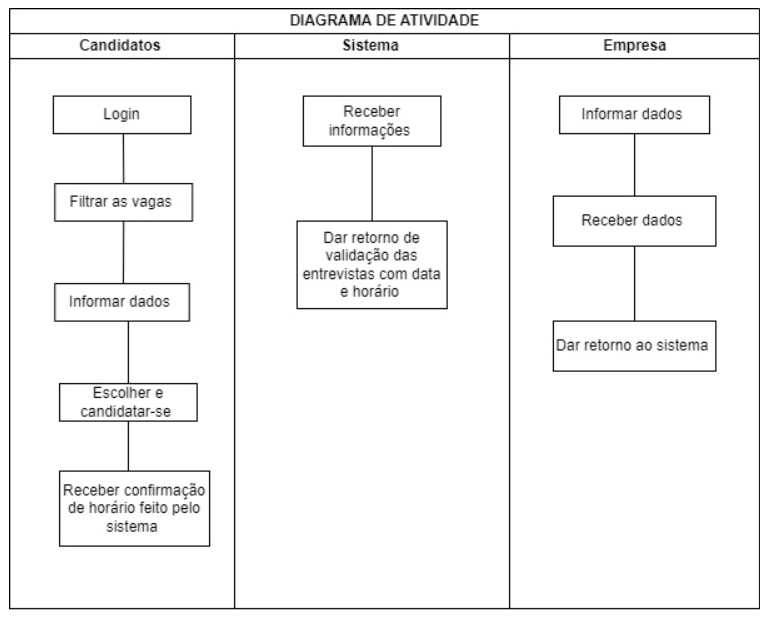 DIAGRAMA DE ATIVIDADE
Candidatos
Sistema
Empresa
Login
Filtrar as vagas
Informar dados
Escolher e
candidatar-se
Receber confirmação
de horário feito pelo
sistema
Receber
informações
Dar retorno de
validação das
entrevistas com data
e horário
Informar dados
Receber dados
Dar retorno ao sistema